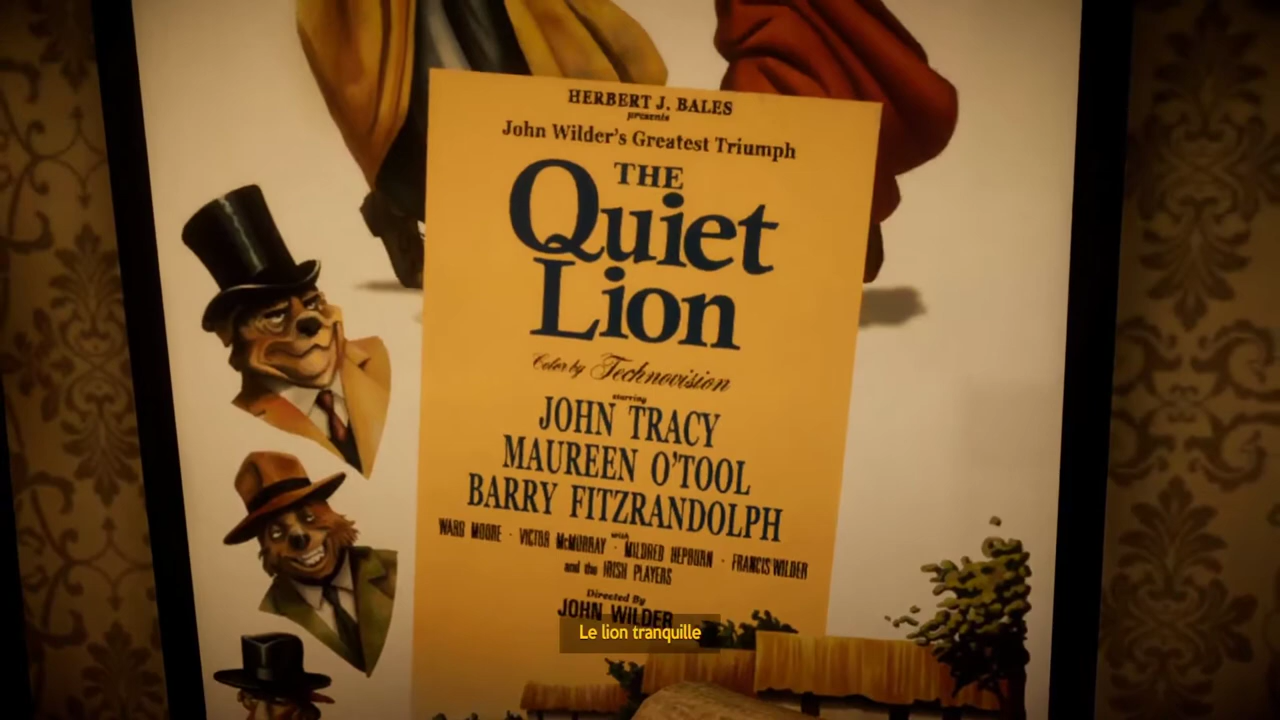 HERBERT J. BALES
presents
John Wilder's Greatest Triumph
THE
Quiet
Lion
Color by Technovision
starring
JOHN TRACY
MAUREEN O'TOOL
BARRY FITZRANDOLPH
with
WARD MOORE · VICTOR McMURRAY · MILDRED HEPBURN · FRANCIS WILDER
and the IRISH PLAYERS
Directed By
JOHN WILDER
Le lion tranquille